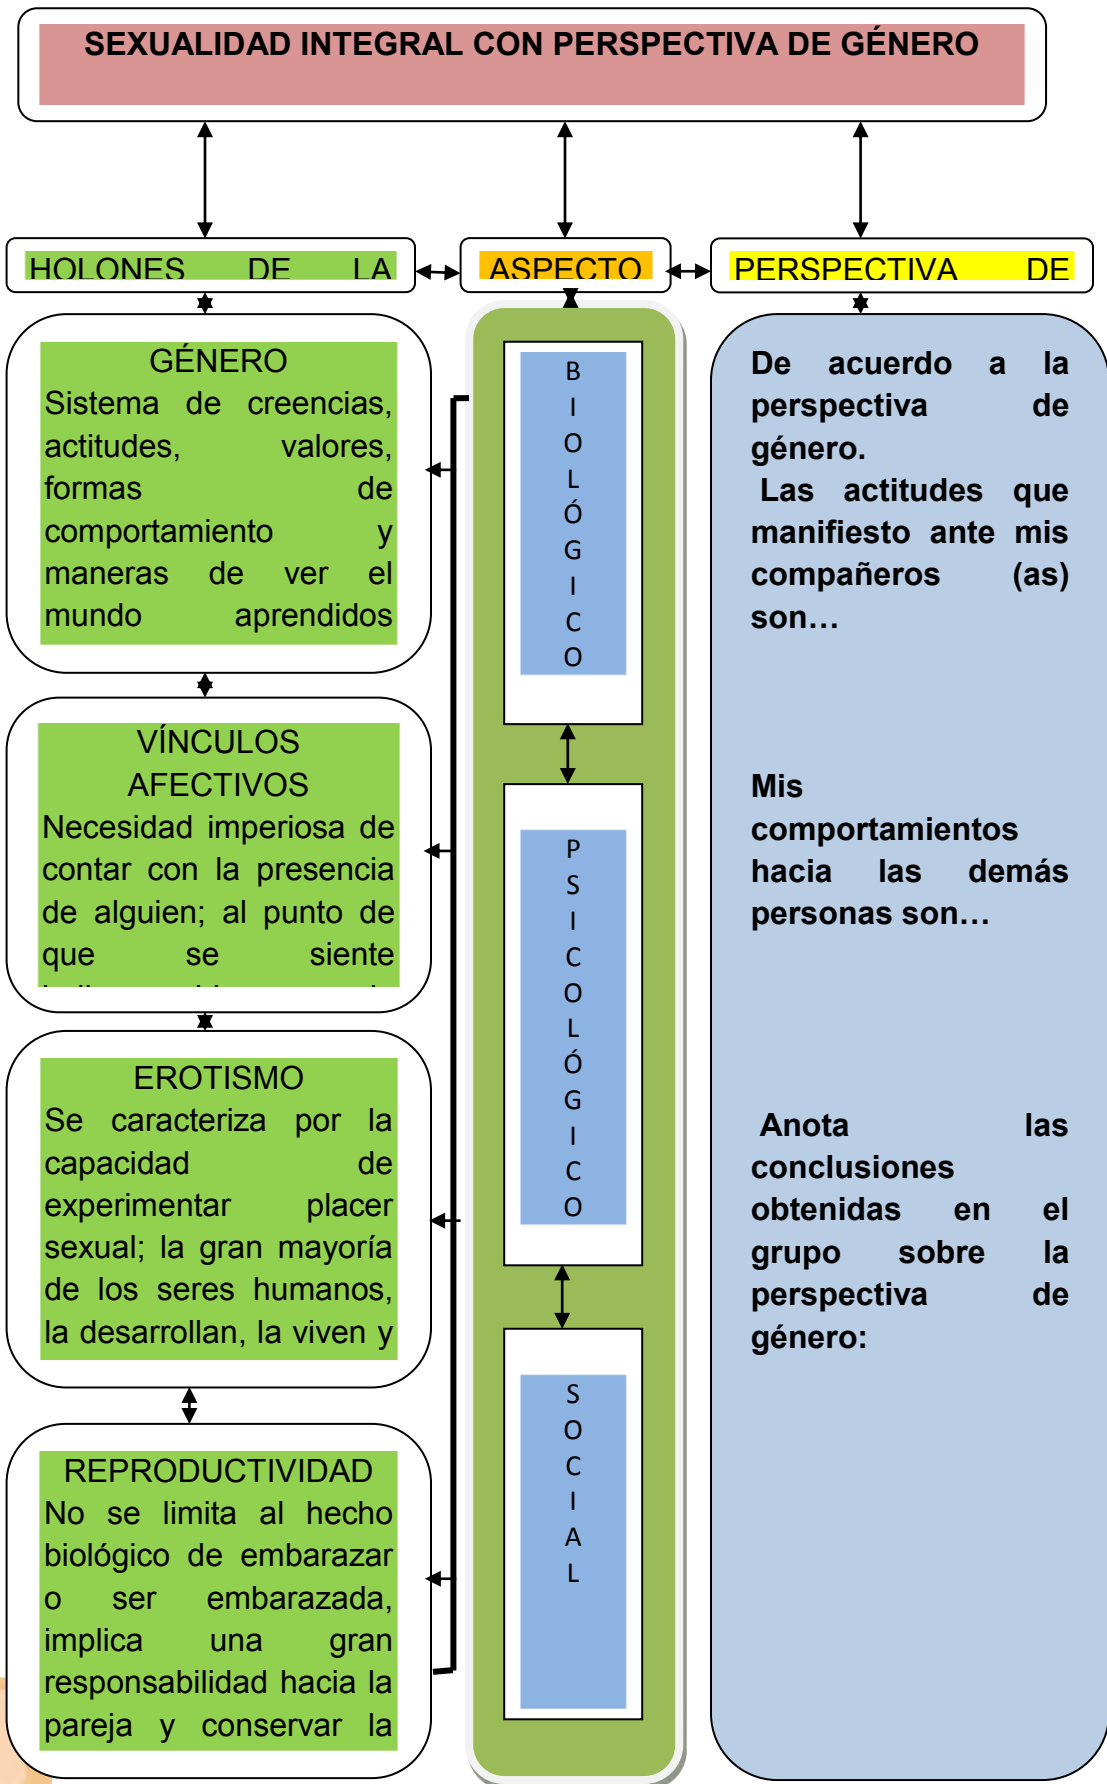 SEXUALIDAD INTEGRAL CON PERSPECTIVA DE GÉNERO
HOLONES DE LA
ASPECTO
PERSPECTIVA DE
GÉNERO
Sistema de creencias,
actitudes, valores,
formas de
comportamiento y
maneras de ver el
mundo aprendidos
VÍNCULOS
AFECTIVOS
Necesidad imperiosa de
contar con la presencia
de alguien; al punto de
que se siente
EROTISMO
Se caracteriza por la
capacidad de
experimentar placer
sexual; la gran mayoría
de los seres humanos,
la desarrollan, la viven y
REPRODUCTIVIDAD
No se limita al hecho
biológico de embarazar
o ser embarazada,
implica una gran
responsabilidad hacia la
pareja y conservar la
B
I
O
L
Ó
G
I
C
O
P
S
I
C
O
L
Ó
G
I
C
O
S
O
C
I
A
L
De acuerdo a la
perspectiva de
género.
Las actitudes que
manifiesto ante mis
compañeros (as)
son…
Mis
comportamientos
hacia las demás
personas son…
Anota las
conclusiones
obtenidas en el
grupo sobre la
perspectiva de
género: